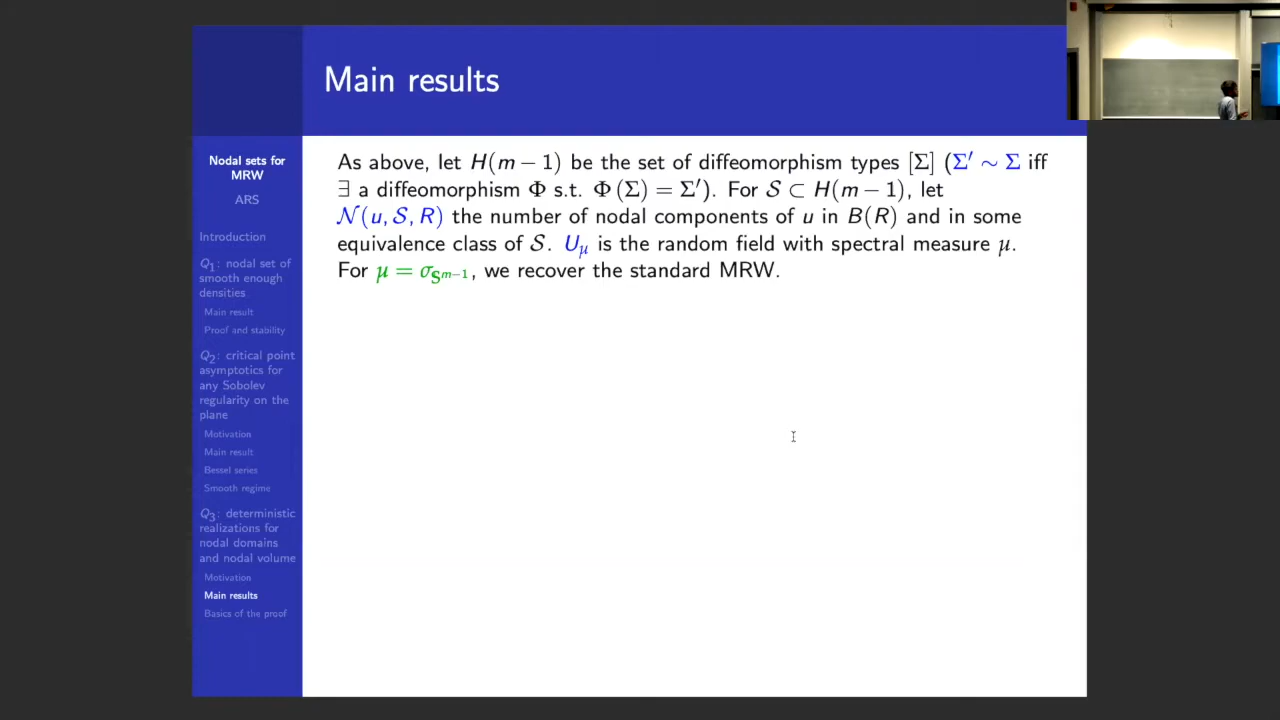 Main results
Nodal sets for
MRW
ARS
Introduction
Q1: nodal set of
smooth enough
densities
Main result
Proof and stability
Q2: critical point
asymptotics for
any Sobolev
regularity on the
plane
Motivation
Main result
Bessel series
Smooth regime
Q3: deterministic
realizations for
nodal domains
and nodal volume
Motivation
Main results
Basics of the proof
As above, let H(m − 1) be the set of diffeomorphism types [Σ] (Σ′ ∼ Σ iff
∃ a diffeomorphism Φ s.t. Φ (Σ) = Σ′). For 𝒮 ⊂ H(m − 1), let
𝒩(u, 𝒮, R) the number of nodal components of u in B(R) and in some
equivalence class of 𝒮. U_μ is the random field with spectral measure μ.
For μ = σ_{𝐒^{m−1}}, we recover the standard MRW.